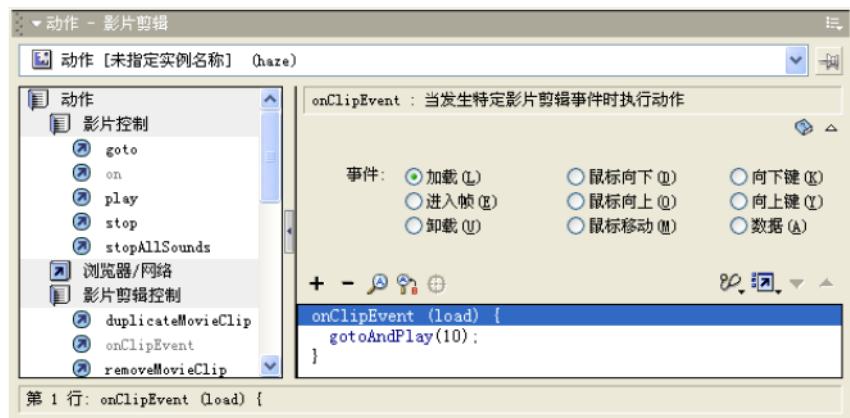 动作 - 影片剪辑
动作 [未指定实例名称] (haze)
动作
影片控制
goto
on
play
stop
stopAllSounds
浏览器/网络
影片剪辑控制
duplicateMovieClip
onClipEvent
removeMovieClip
onClipEvent : 当发生特定影片剪辑事件时执行动作
事件: 加载(L) 鼠标向下(D) 向下键(K)
进入帧(E) 鼠标向上(O) 向上键(Y)
卸载(U) 鼠标移动(M) 数据(A)
onClipEvent (load) {
gotoAndPlay(10);
}
第 1 行: onClipEvent (load) {